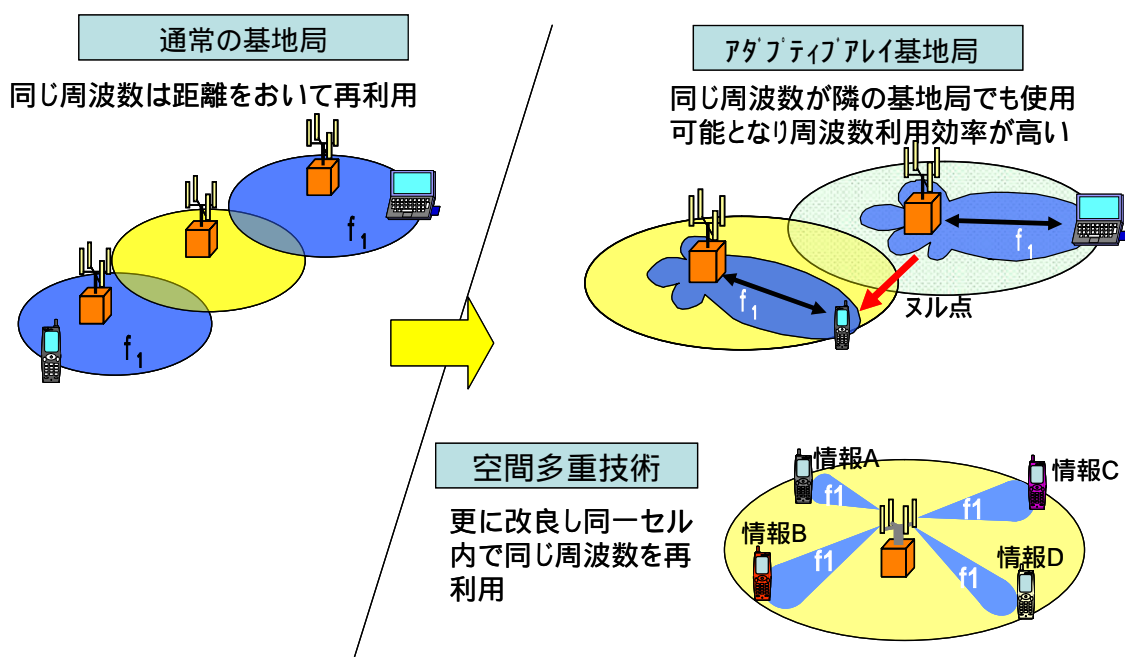 通常の基地局
同じ周波数は距離をおいて再利用
f 1
f 1
ｱﾀﾞﾌﾟﾃｨﾌﾞｱﾚｲ基地局
同じ周波数が隣の基地局でも使用
可能となり周波数利用効率が高い
f 1
f 1
ヌル点
空間多重技術
更に改良し同一セル
内で同じ周波数を再
利用
情報A
f1
情報C
f1
情報B
f1
情報D
f1